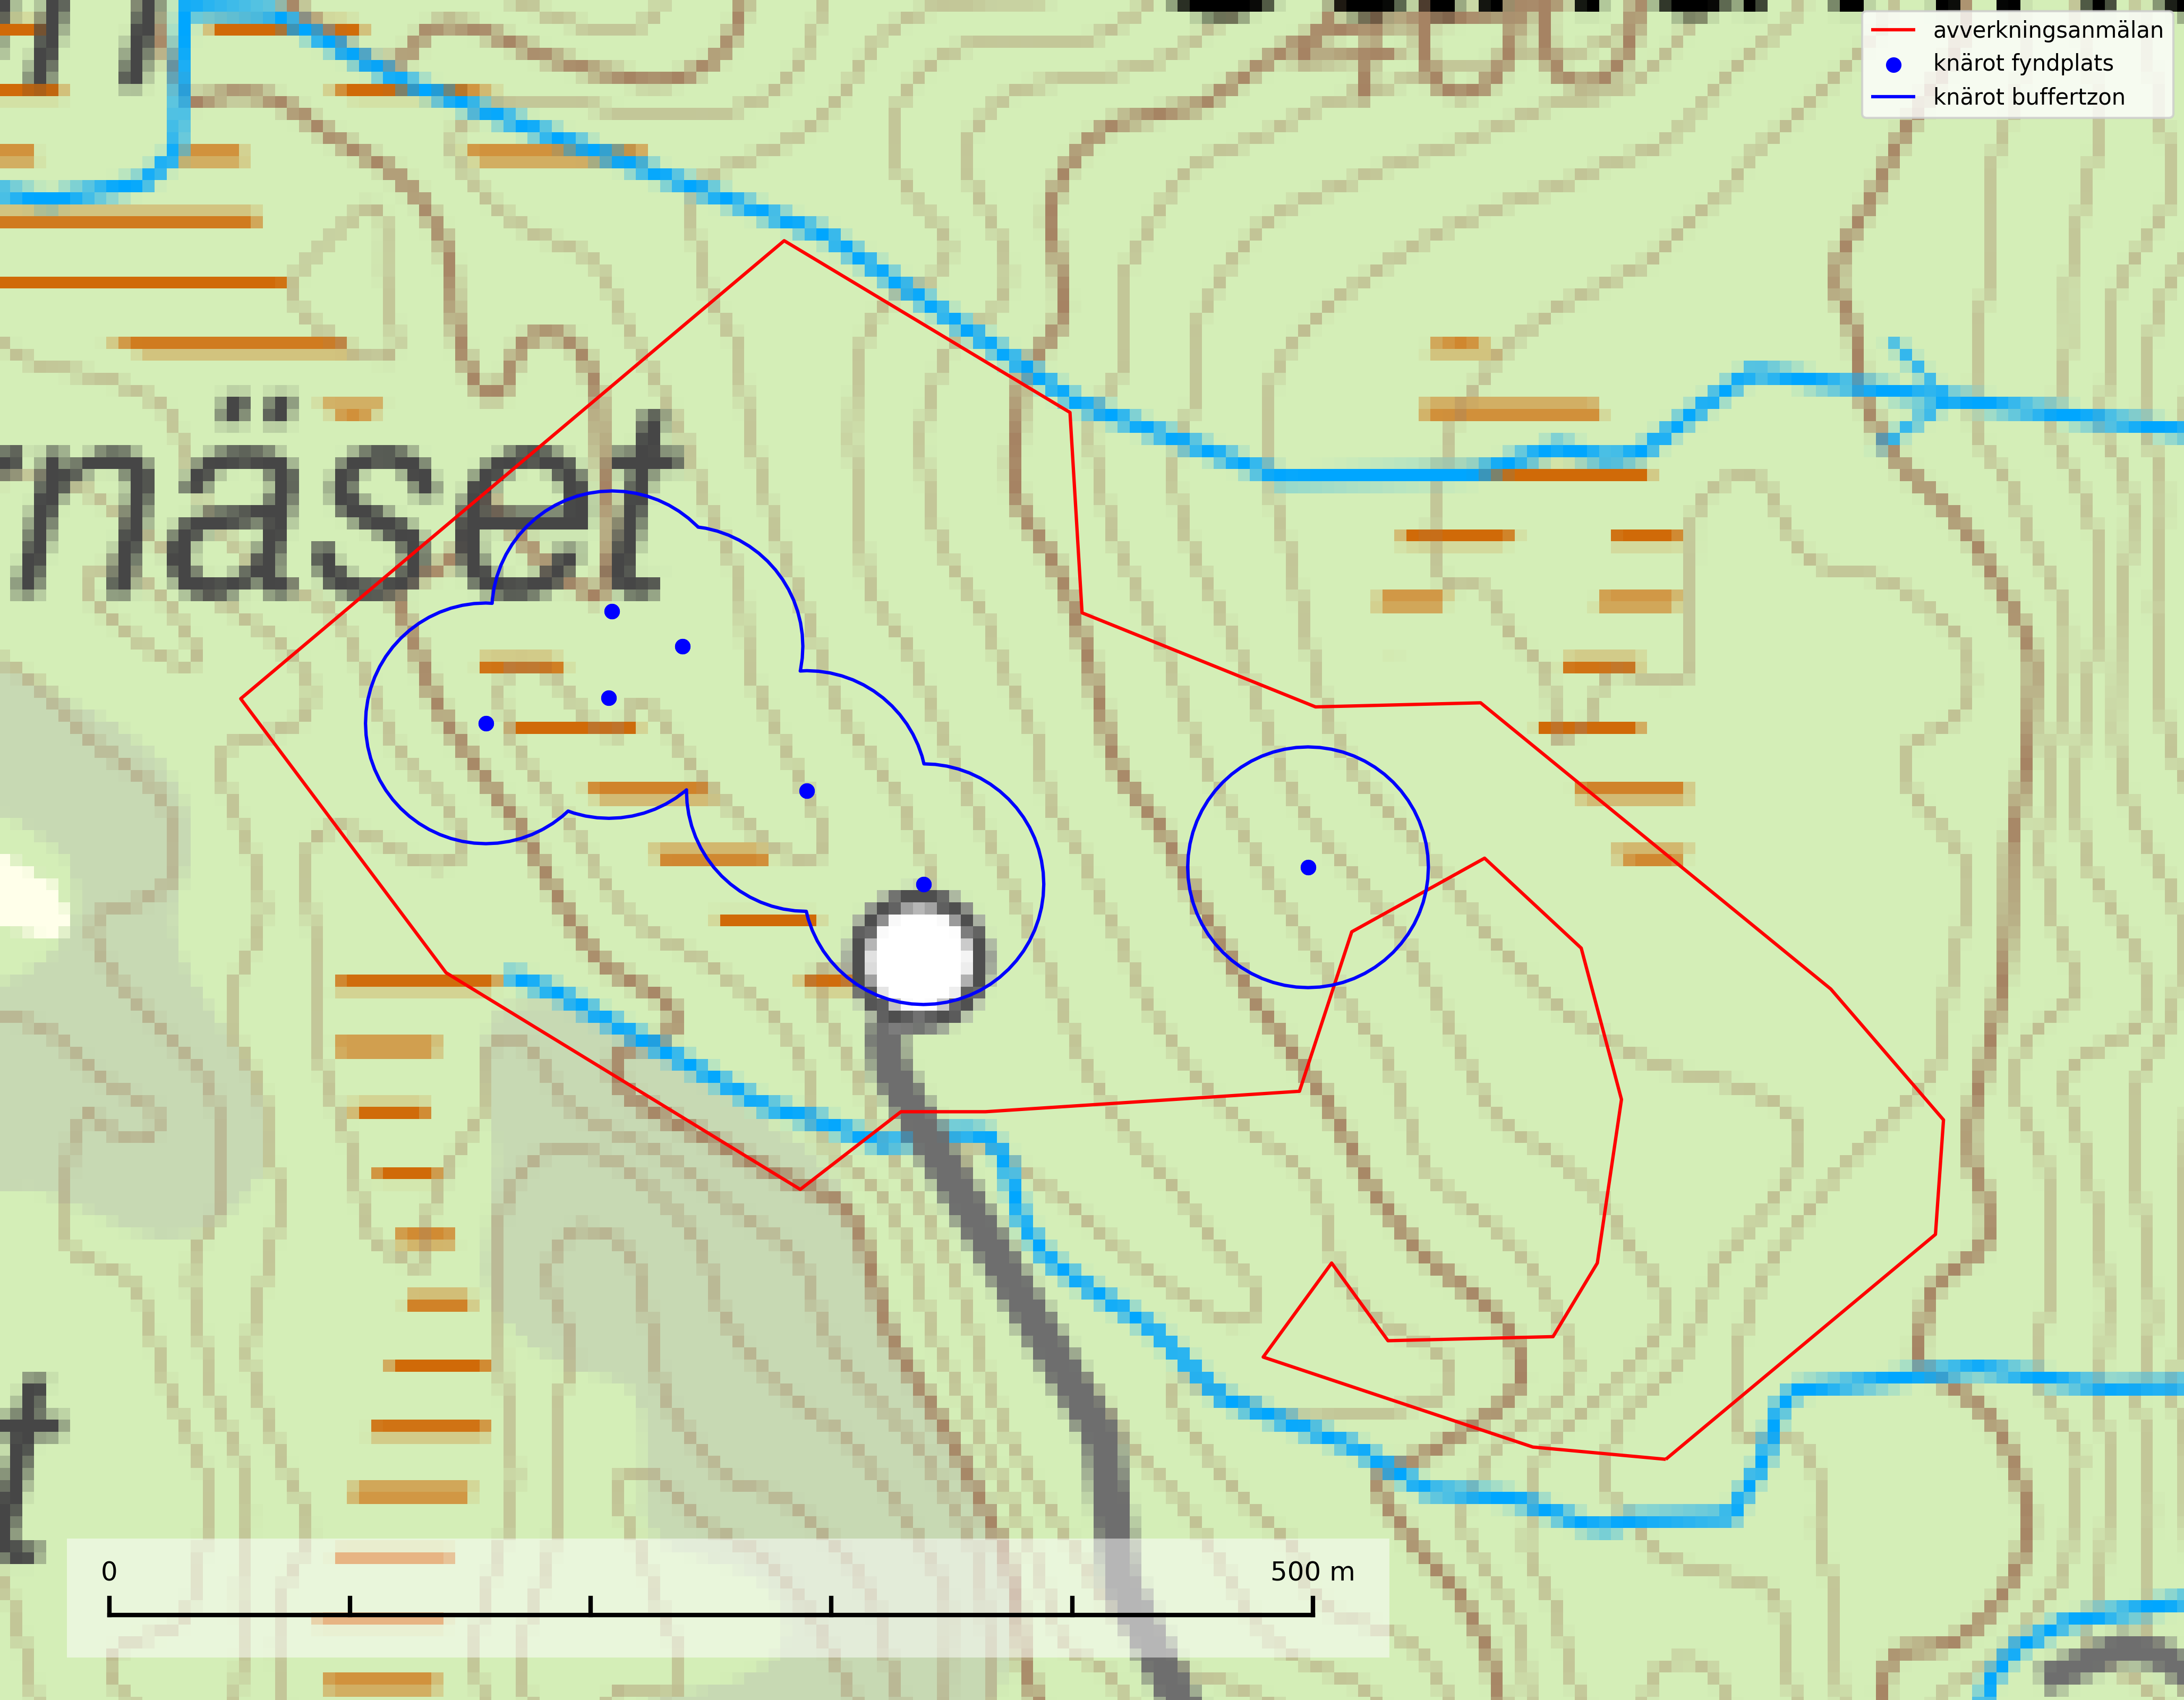 avverkningsanmälan
knärot fyndplats
knärot buffertzon
näset
t
0 500 m